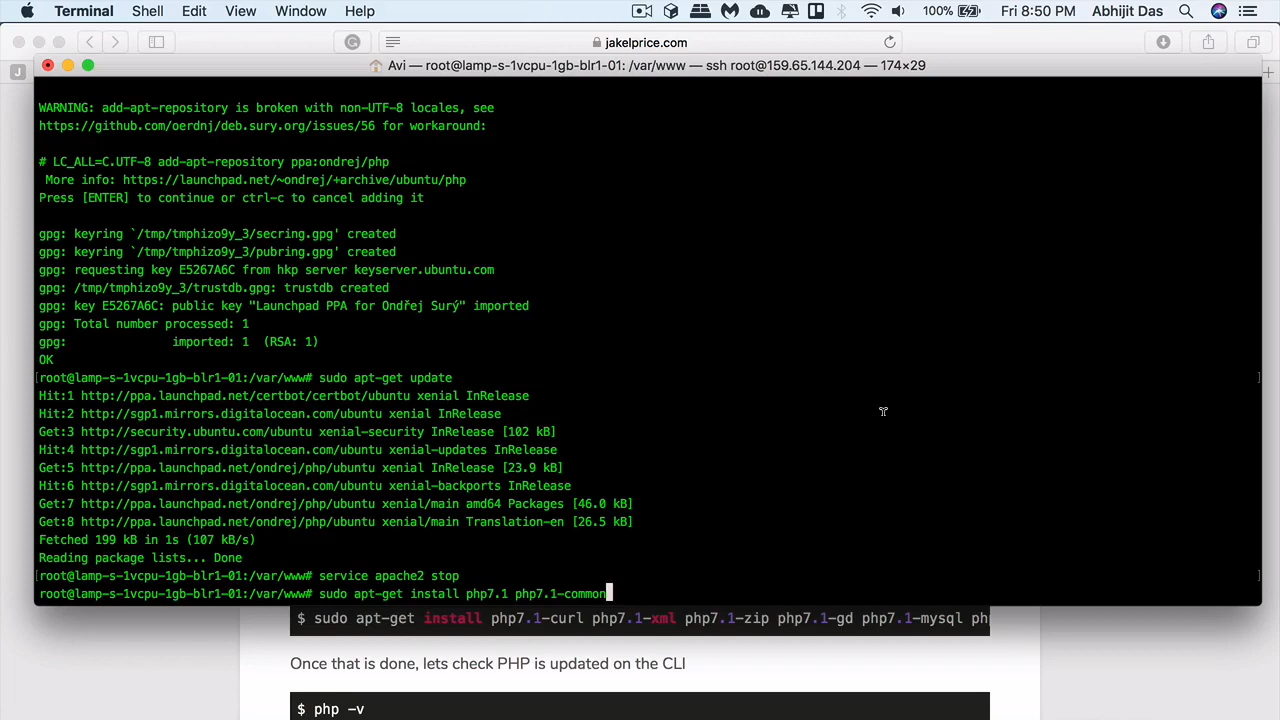 Terminal Shell Edit View Window Help 100% Fri 8:50 PM Abhijit Das
jakelprice.com
J
Avi — root@lamp-s-1vcpu-1gb-blr1-01: /var/www — ssh root@159.65.144.204 — 174×29
WARNING: add-apt-repository is broken with non-UTF-8 locales, see
https://github.com/oerdnj/deb.sury.org/issues/56 for workaround:
# LC_ALL=C.UTF-8 add-apt-repository ppa:ondrej/php
More info: https://launchpad.net/~ondrej/+archive/ubuntu/php
Press [ENTER] to continue or ctrl-c to cancel adding it
gpg: keyring `/tmp/tmphizo9y_3/secring.gpg' created
gpg: keyring `/tmp/tmphizo9y_3/pubring.gpg' created
gpg: requesting key E5267A6C from hkp server keyserver.ubuntu.com
gpg: /tmp/tmphizo9y_3/trustdb.gpg: trustdb created
gpg: key E5267A6C: public key "Launchpad PPA for Ondřej Surý" imported
gpg: Total number processed: 1
gpg: imported: 1 (RSA: 1)
OK
[root@lamp-s-1vcpu-1gb-blr1-01:/var/www# sudo apt-get update ]
Hit:1 http://ppa.launchpad.net/certbot/certbot/ubuntu xenial InRelease
Hit:2 http://sgp1.mirrors.digitalocean.com/ubuntu xenial InRelease
Get:3 http://security.ubuntu.com/ubuntu xenial-security InRelease [102 kB]
Hit:4 http://sgp1.mirrors.digitalocean.com/ubuntu xenial-updates InRelease
Get:5 http://ppa.launchpad.net/ondrej/php/ubuntu xenial InRelease [23.9 kB]
Hit:6 http://sgp1.mirrors.digitalocean.com/ubuntu xenial-backports InRelease
Get:7 http://ppa.launchpad.net/ondrej/php/ubuntu xenial/main amd64 Packages [46.0 kB]
Get:8 http://ppa.launchpad.net/ondrej/php/ubuntu xenial/main Translation-en [26.5 kB]
Fetched 199 kB in 1s (107 kB/s)
Reading package lists... Done
[root@lamp-s-1vcpu-1gb-blr1-01:/var/www# service apache2 stop ]
root@lamp-s-1vcpu-1gb-blr1-01:/var/www# sudo apt-get install php7.1 php7.1-common
$ sudo apt-get install php7.1-curl php7.1-xml php7.1-zip php7.1-gd php7.1-mysql ph
Once that is done, lets check PHP is updated on the CLI
$ php -v